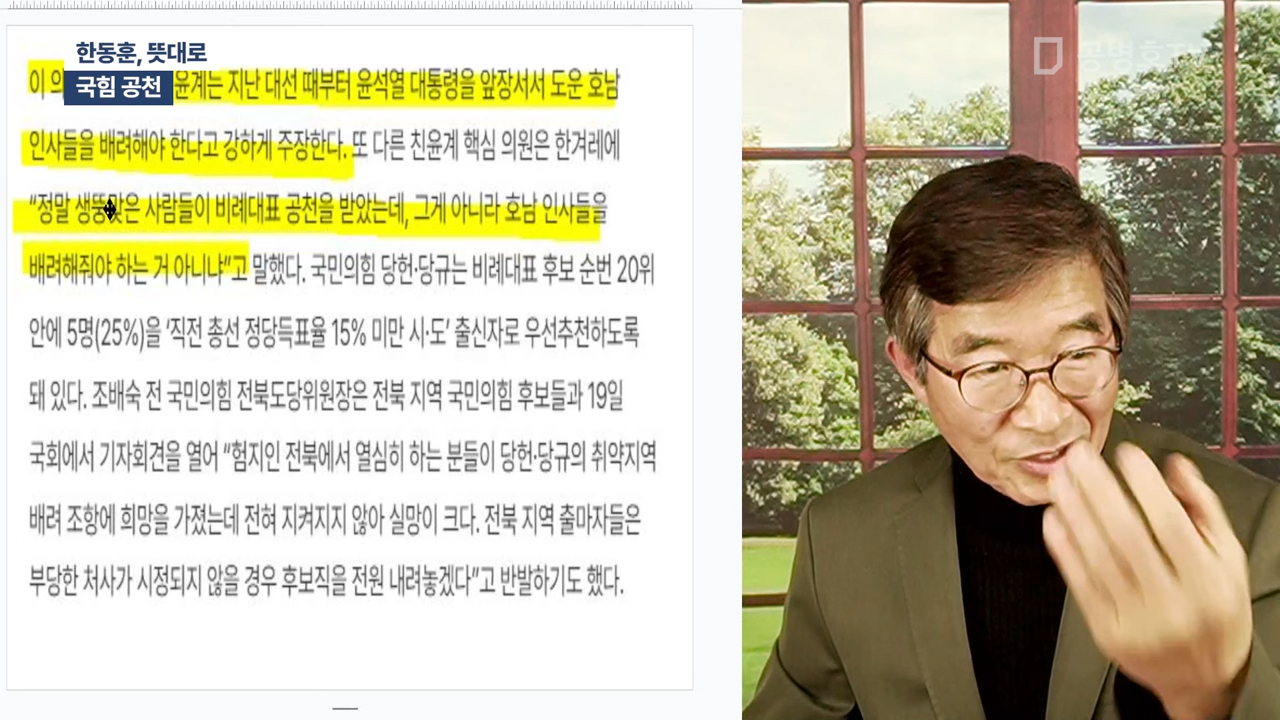 한동훈, 뜻대로
국힘 공천
이 의 윤계는 지난 대선 때부터 윤석열 대통령을 앞장서서 도운 호남
인사들을 배려해야 한다고 강하게 주장한다. 또 다른 친윤계 핵심 의원은 한겨레에
“정말 생뚱맞은 사람들이 비례대표 공천을 받았는데, 그게 아니라 호남 인사들을
배려해줘야 하는 거 아니냐”고 말했다. 국민의힘 당헌·당규는 비례대표 후보 순번 20위
안에 5명(25%)을 ‘직전 총선 정당득표율 15% 미만 시·도’ 출신자로 우선추천하도록
돼 있다. 조배숙 전 국민의힘 전북도당위원장은 전북 지역 국민의힘 후보들과 19일
국회에서 기자회견을 열어 “험지인 전북에서 열심히 하는 분들이 당헌·당규의 취약지역
배려 조항에 희망을 가졌는데 전혀 지켜지지 않아 실망이 크다. 전북 지역 출마자들은
부당한 처사가 시정되지 않을 경우 후보직을 전원 내려놓겠다”고 반발하기도 했다.
공병호